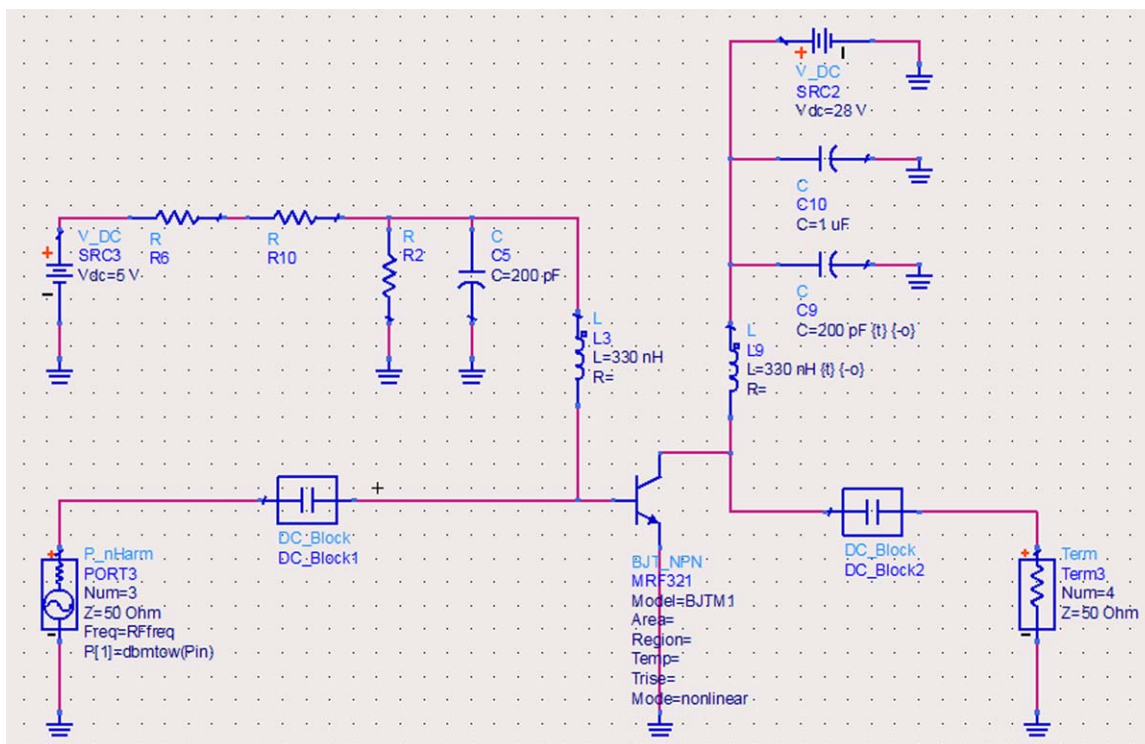 V_DC
SRC2
Vdc=28 V
C
C10
C=1 uF
C
C9
C=200 pF {t} {-o}
L
L9
L=330 nH {t} {-o}
R=
V_DC
SRC3
Vdc=5 V
R
R6
R
R10
R
R2
C
C5
C=200 pF
L
L3
L=330 nH
R=
DC_Block
DC_Block1
P_nHarm
PORT3
Num=3
Z=50 Ohm
Freq=RFfreq
P[1]=dbmtow(Pin)
BJT_NPN
MRF321
Model=BJTM1
Area=
Region=
Temp=
Trise=
Mode=nonlinear
DC_Block
DC_Block2
Term
Term3
Num=4
Z=50 Ohm